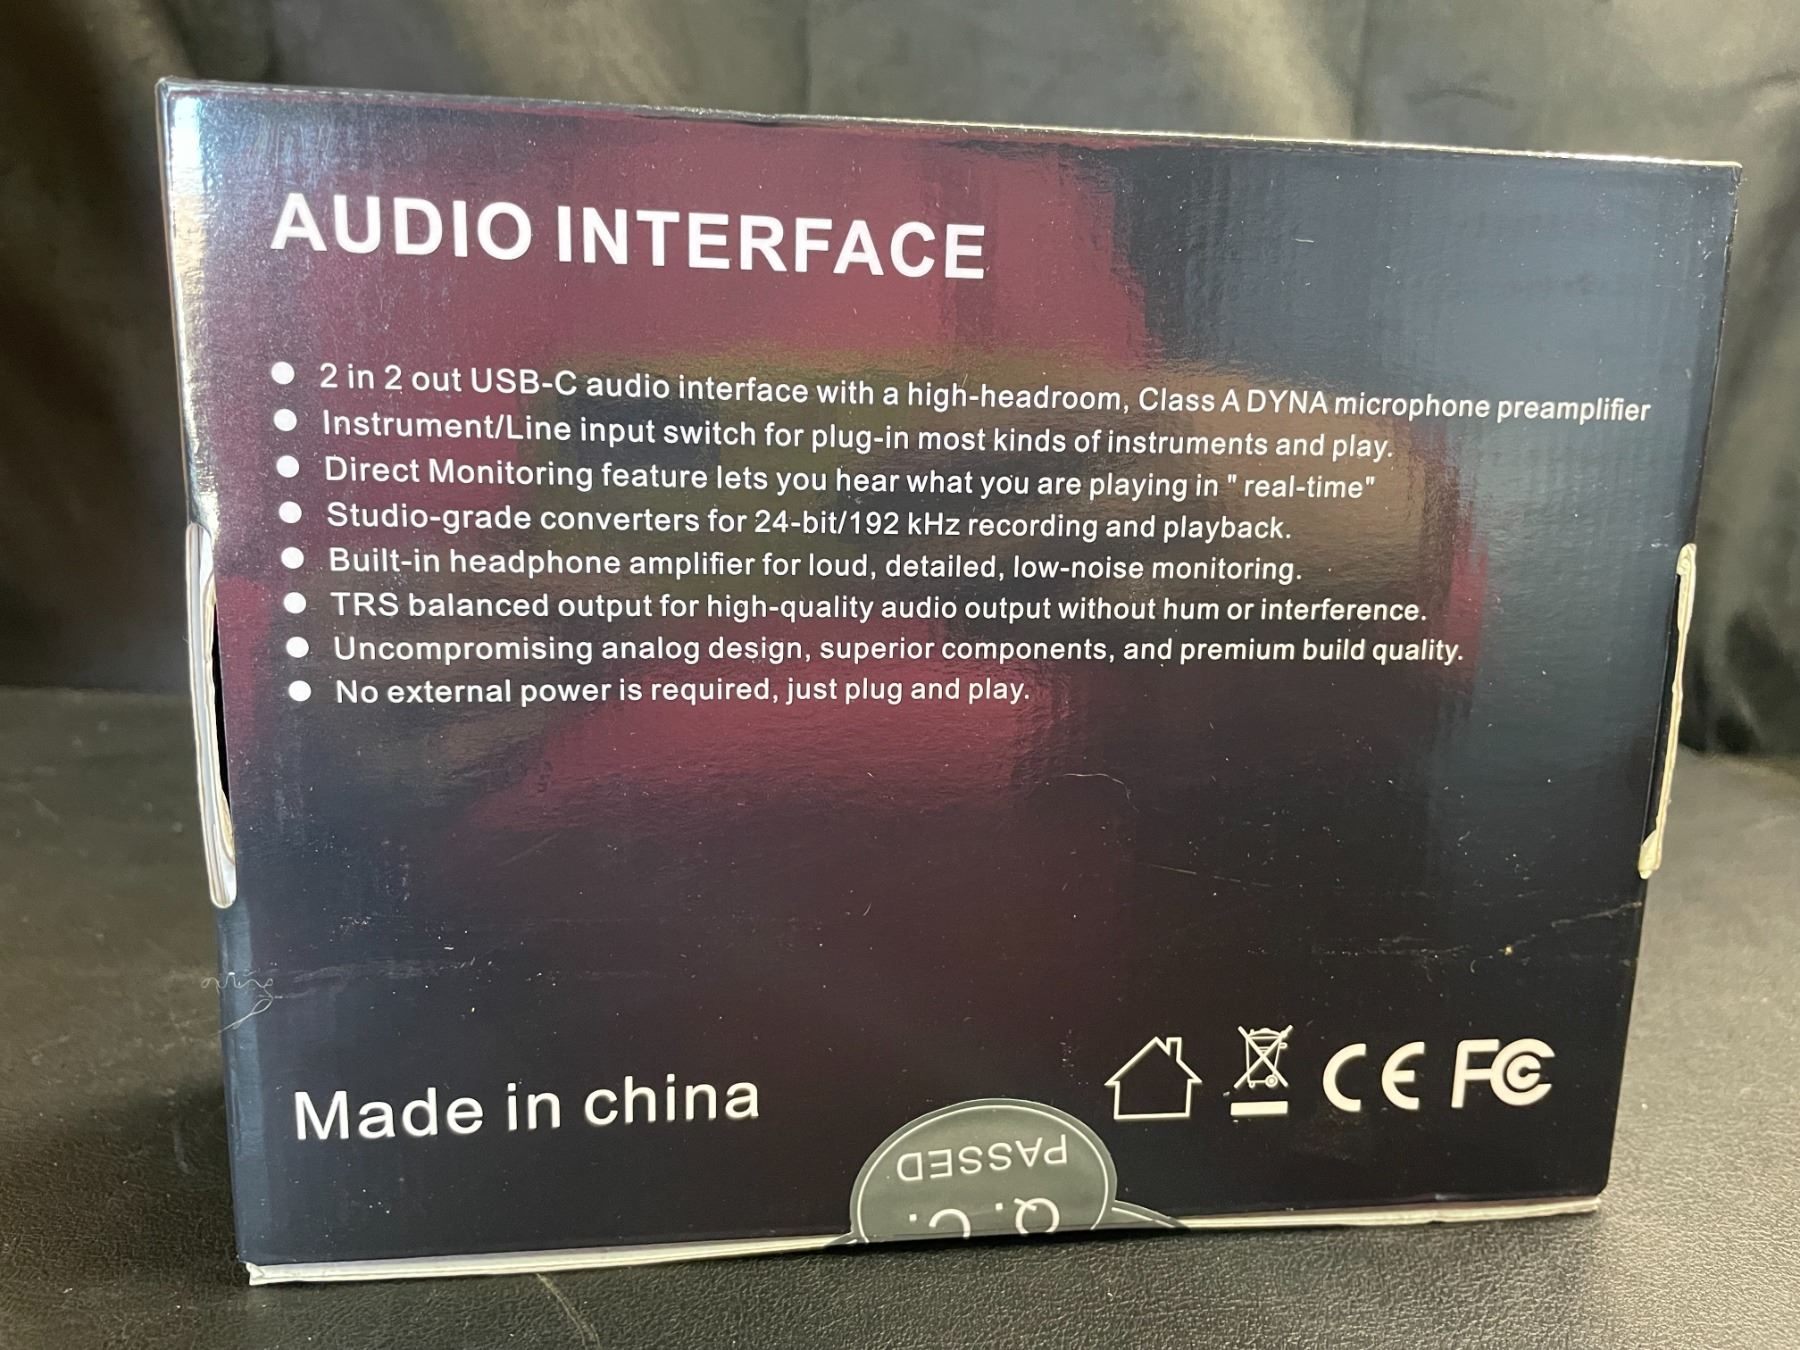 AUDIO INTERFACE
● 2 in 2 out USB-C audio interface with a high-headroom, Class A DYNA microphone preamplifier
● Instrument/Line input switch for plug-in most kinds of instruments and play.
● Direct Monitoring feature lets you hear what you are playing in " real-time"
● Studio-grade converters for 24-bit/192 kHz recording and playback.
● Built-in headphone amplifier for loud, detailed, low-noise monitoring.
● TRS balanced output for high-quality audio output without hum or interference.
● Uncompromising analog design, superior components, and premium build quality.
● No external power is required, just plug and play.
Made in china
CE FC
Q.C.
PASSED